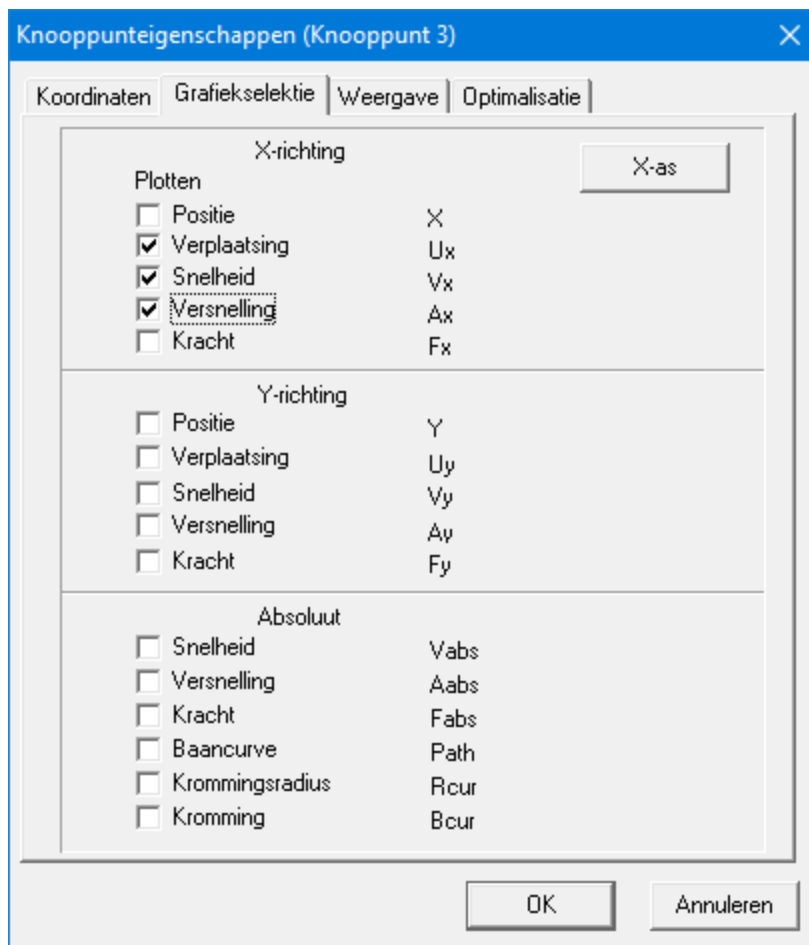 Knooppunteigenschappen (Knooppunt 3)
Koordinaten Grafiekselektie Weergave Optimalisatie
X-richting
X-as
Plotten
Positie X
Verplaatsing Ux
Snelheid Vx
Versnelling Ax
Kracht Fx
Y-richting
Positie Y
Verplaatsing Uy
Snelheid Vy
Versnelling Ay
Kracht Fy
Absoluut
Snelheid Vabs
Versnelling Aabs
Kracht Fabs
Baancurve Path
Krommingsradius Rcur
Kromming Bcur
OK Annuleren